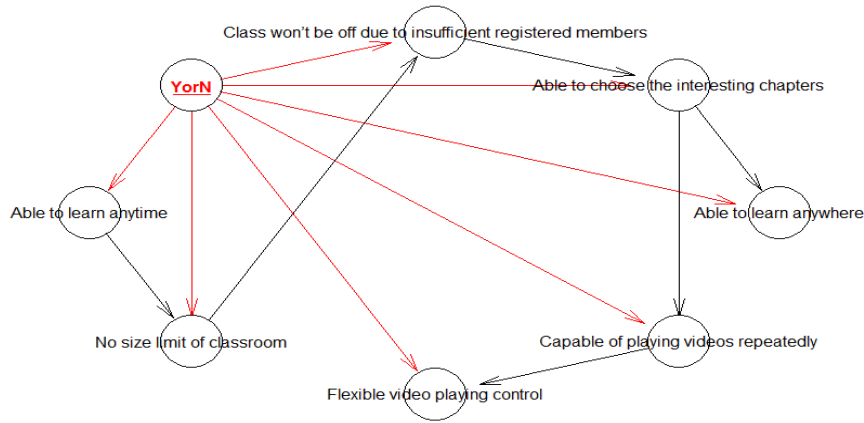 Class won't be off due to insufficient registered members
YorN
Able to choose the interesting chapters
Able to learn anytime
Able to learn anywhere
No size limit of classroom
Capable of playing videos repeatedly
Flexible video playing control